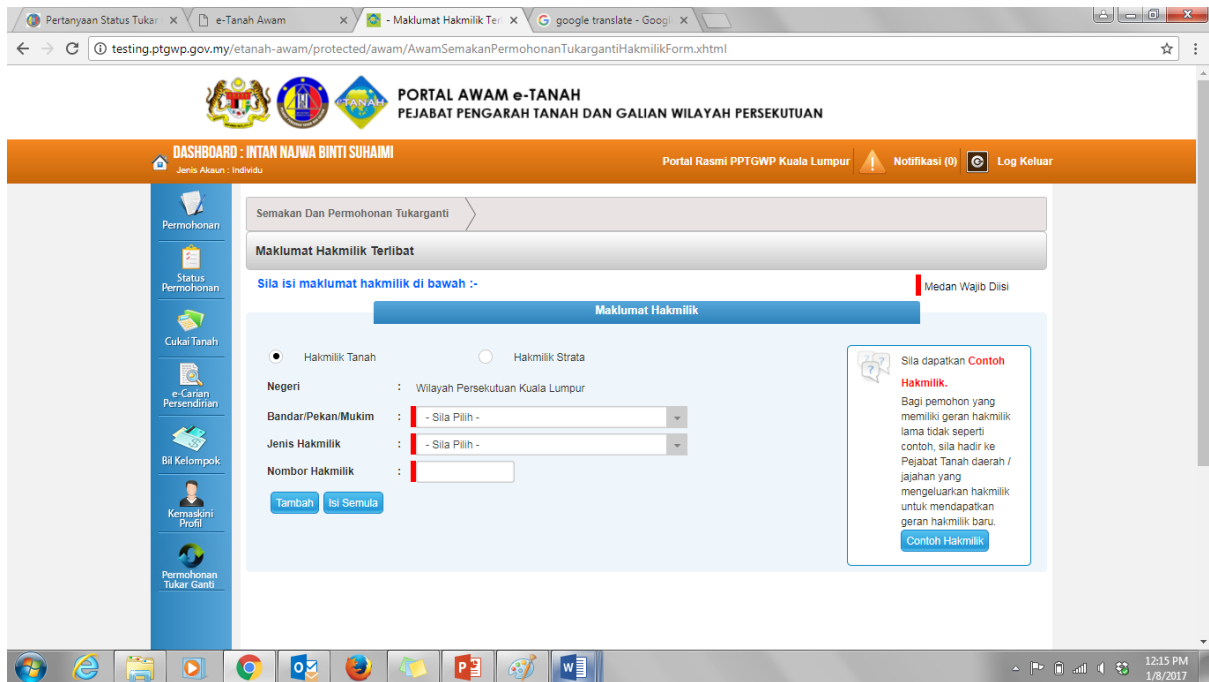 Pertanyaan Status Tukar
e-Tanah Awam
- Maklumat Hakmilik Ter
google translate - Googl
testing.ptgwp.gov.my/etanah-awam/protected/awam/AwamSemakanPermohonanTukargantiHakmilikForm.xhtml
eTANAH
PORTAL AWAM e-TANAH
PEJABAT PENGARAH TANAH DAN GALIAN WILAYAH PERSEKUTUAN
DASHBOARD : INTAN NAJWA BINTI SUHAIMI
Jenis Akaun : Individu
Portal Rasmi PPTGWP Kuala Lumpur
Notifikasi (0)
Log Keluar
Permohonan
Status
Permohonan
Cukai Tanah
e-Carian
Persendirian
Bil Kelompok
Kemaskini
Profil
Permohonan
Tukar Ganti
Semakan Dan Permohonan Tukarganti
Maklumat Hakmilik Terlibat
Sila isi maklumat hakmilik di bawah :-
Medan Wajib Diisi
Maklumat Hakmilik
Hakmilik Tanah
Hakmilik Strata
Negeri : Wilayah Persekutuan Kuala Lumpur
Bandar/Pekan/Mukim : - Sila Pilih -
Jenis Hakmilik : - Sila Pilih -
Nombor Hakmilik :
Tambah
Isi Semula
Sila dapatkan Contoh
Hakmilik.
Bagi pemohon yang
memiliki geran hakmilik
lama tidak seperti
contoh, sila hadir ke
Pejabat Tanah daerah /
jajahan yang
mengeluarkan hakmilik
untuk mendapatkan
geran hakmilik baru.
Contoh Hakmilik
12:15 PM
1/8/2017